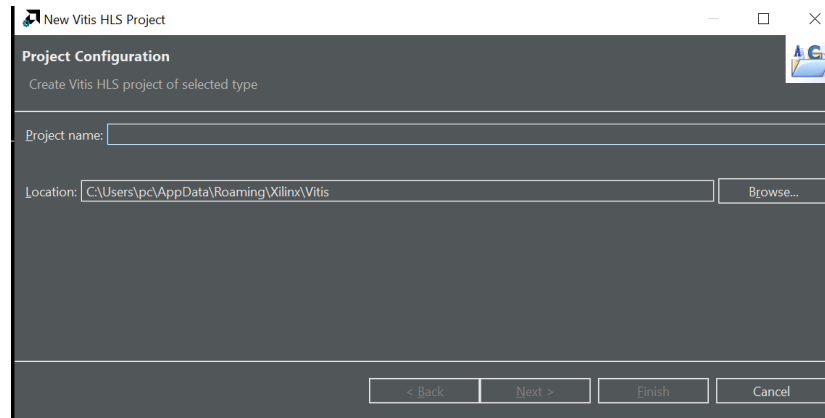 New Vitis HLS Project
Project Configuration
Create Vitis HLS project of selected type
Project name:
Location: C:\Users\pc\AppData\Roaming\Xilinx\Vitis Browse...
< Back Next > Finish Cancel